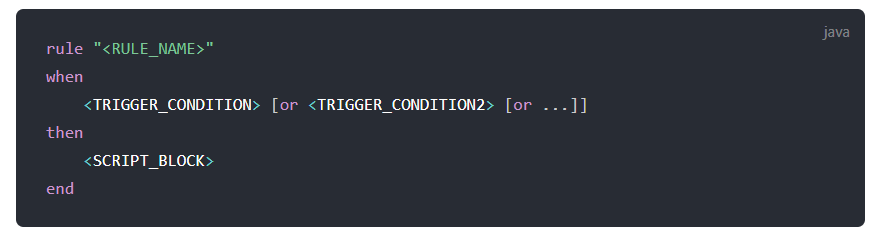 java
rule "<RULE_NAME>"
when
    <TRIGGER_CONDITION> [or <TRIGGER_CONDITION2> [or ...]]
then
    <SCRIPT_BLOCK>
end